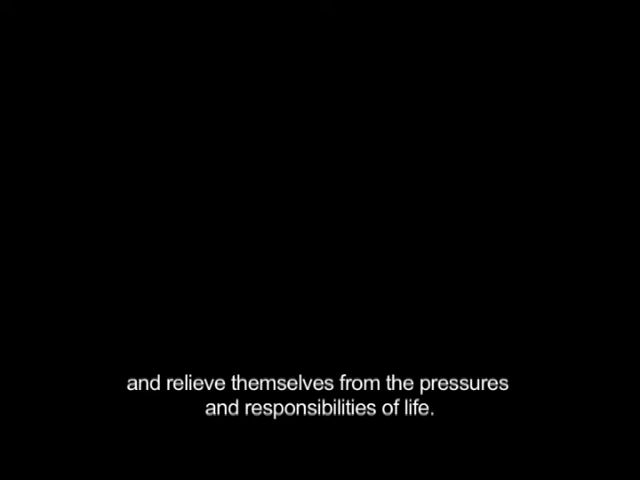 and relieve themselves from the pressures
and responsibilities of life.